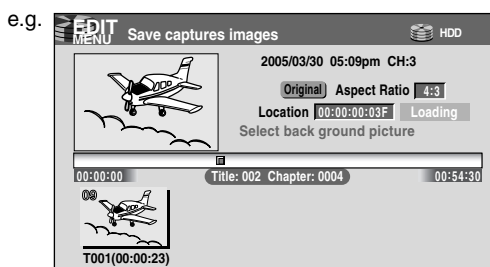 e.g.
EDIT MENU Save captures images HDD
2005/03/30 05:09pm CH:3
Original Aspect Ratio 4:3
Location 00:00:00:03F Loading
Select back ground picture
00:00:00 Title: 002 Chapter: 0004 00:54:30
09
T001(00:00:23)